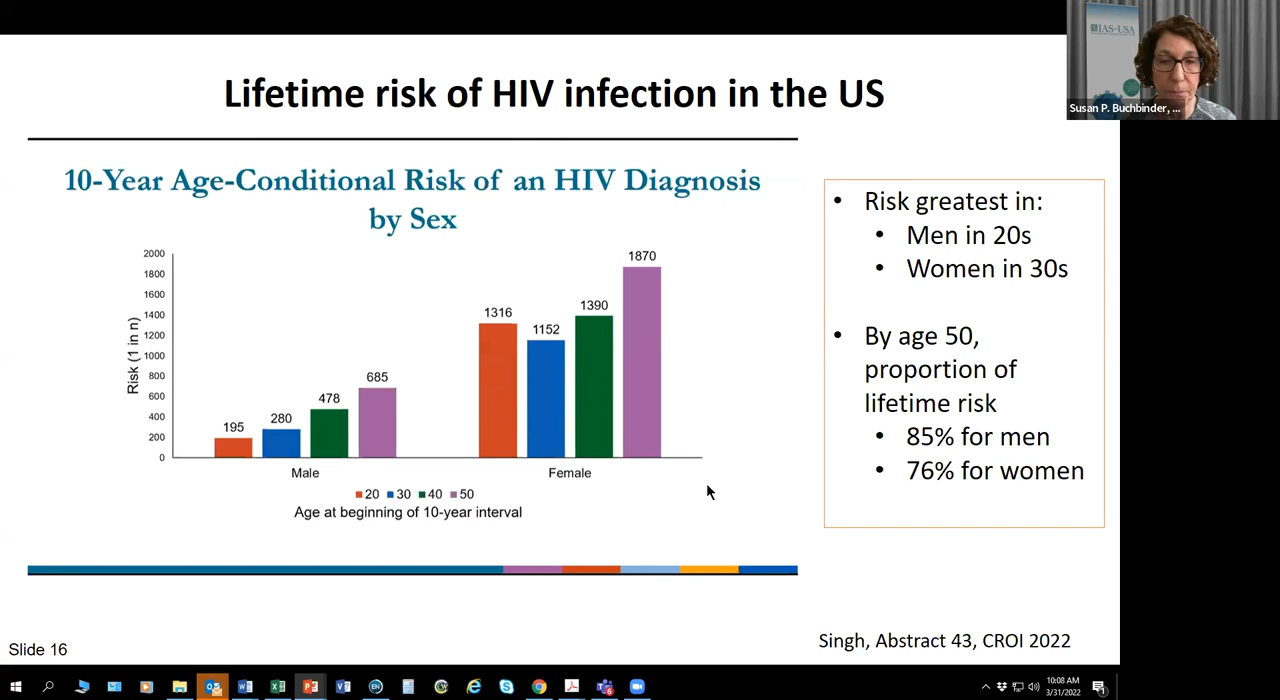 IAS-USA
Susan P. Buchbinder, ...
Lifetime risk of HIV infection in the US
10-Year Age-Conditional Risk of an HIV Diagnosis
by Sex
Risk (1 in n)
2000
1800
1600
1400
1200
1000
800
600
400
200
0
195
280
478
685
1316
1152
1390
1870
Male
Female
20 30 40 50
Age at beginning of 10-year interval
• Risk greatest in:
• Men in 20s
• Women in 30s
• By age 50,
proportion of
lifetime risk
• 85% for men
• 76% for women
Slide 16
Singh, Abstract 43, CROI 2022
10:08 AM
3/31/2022